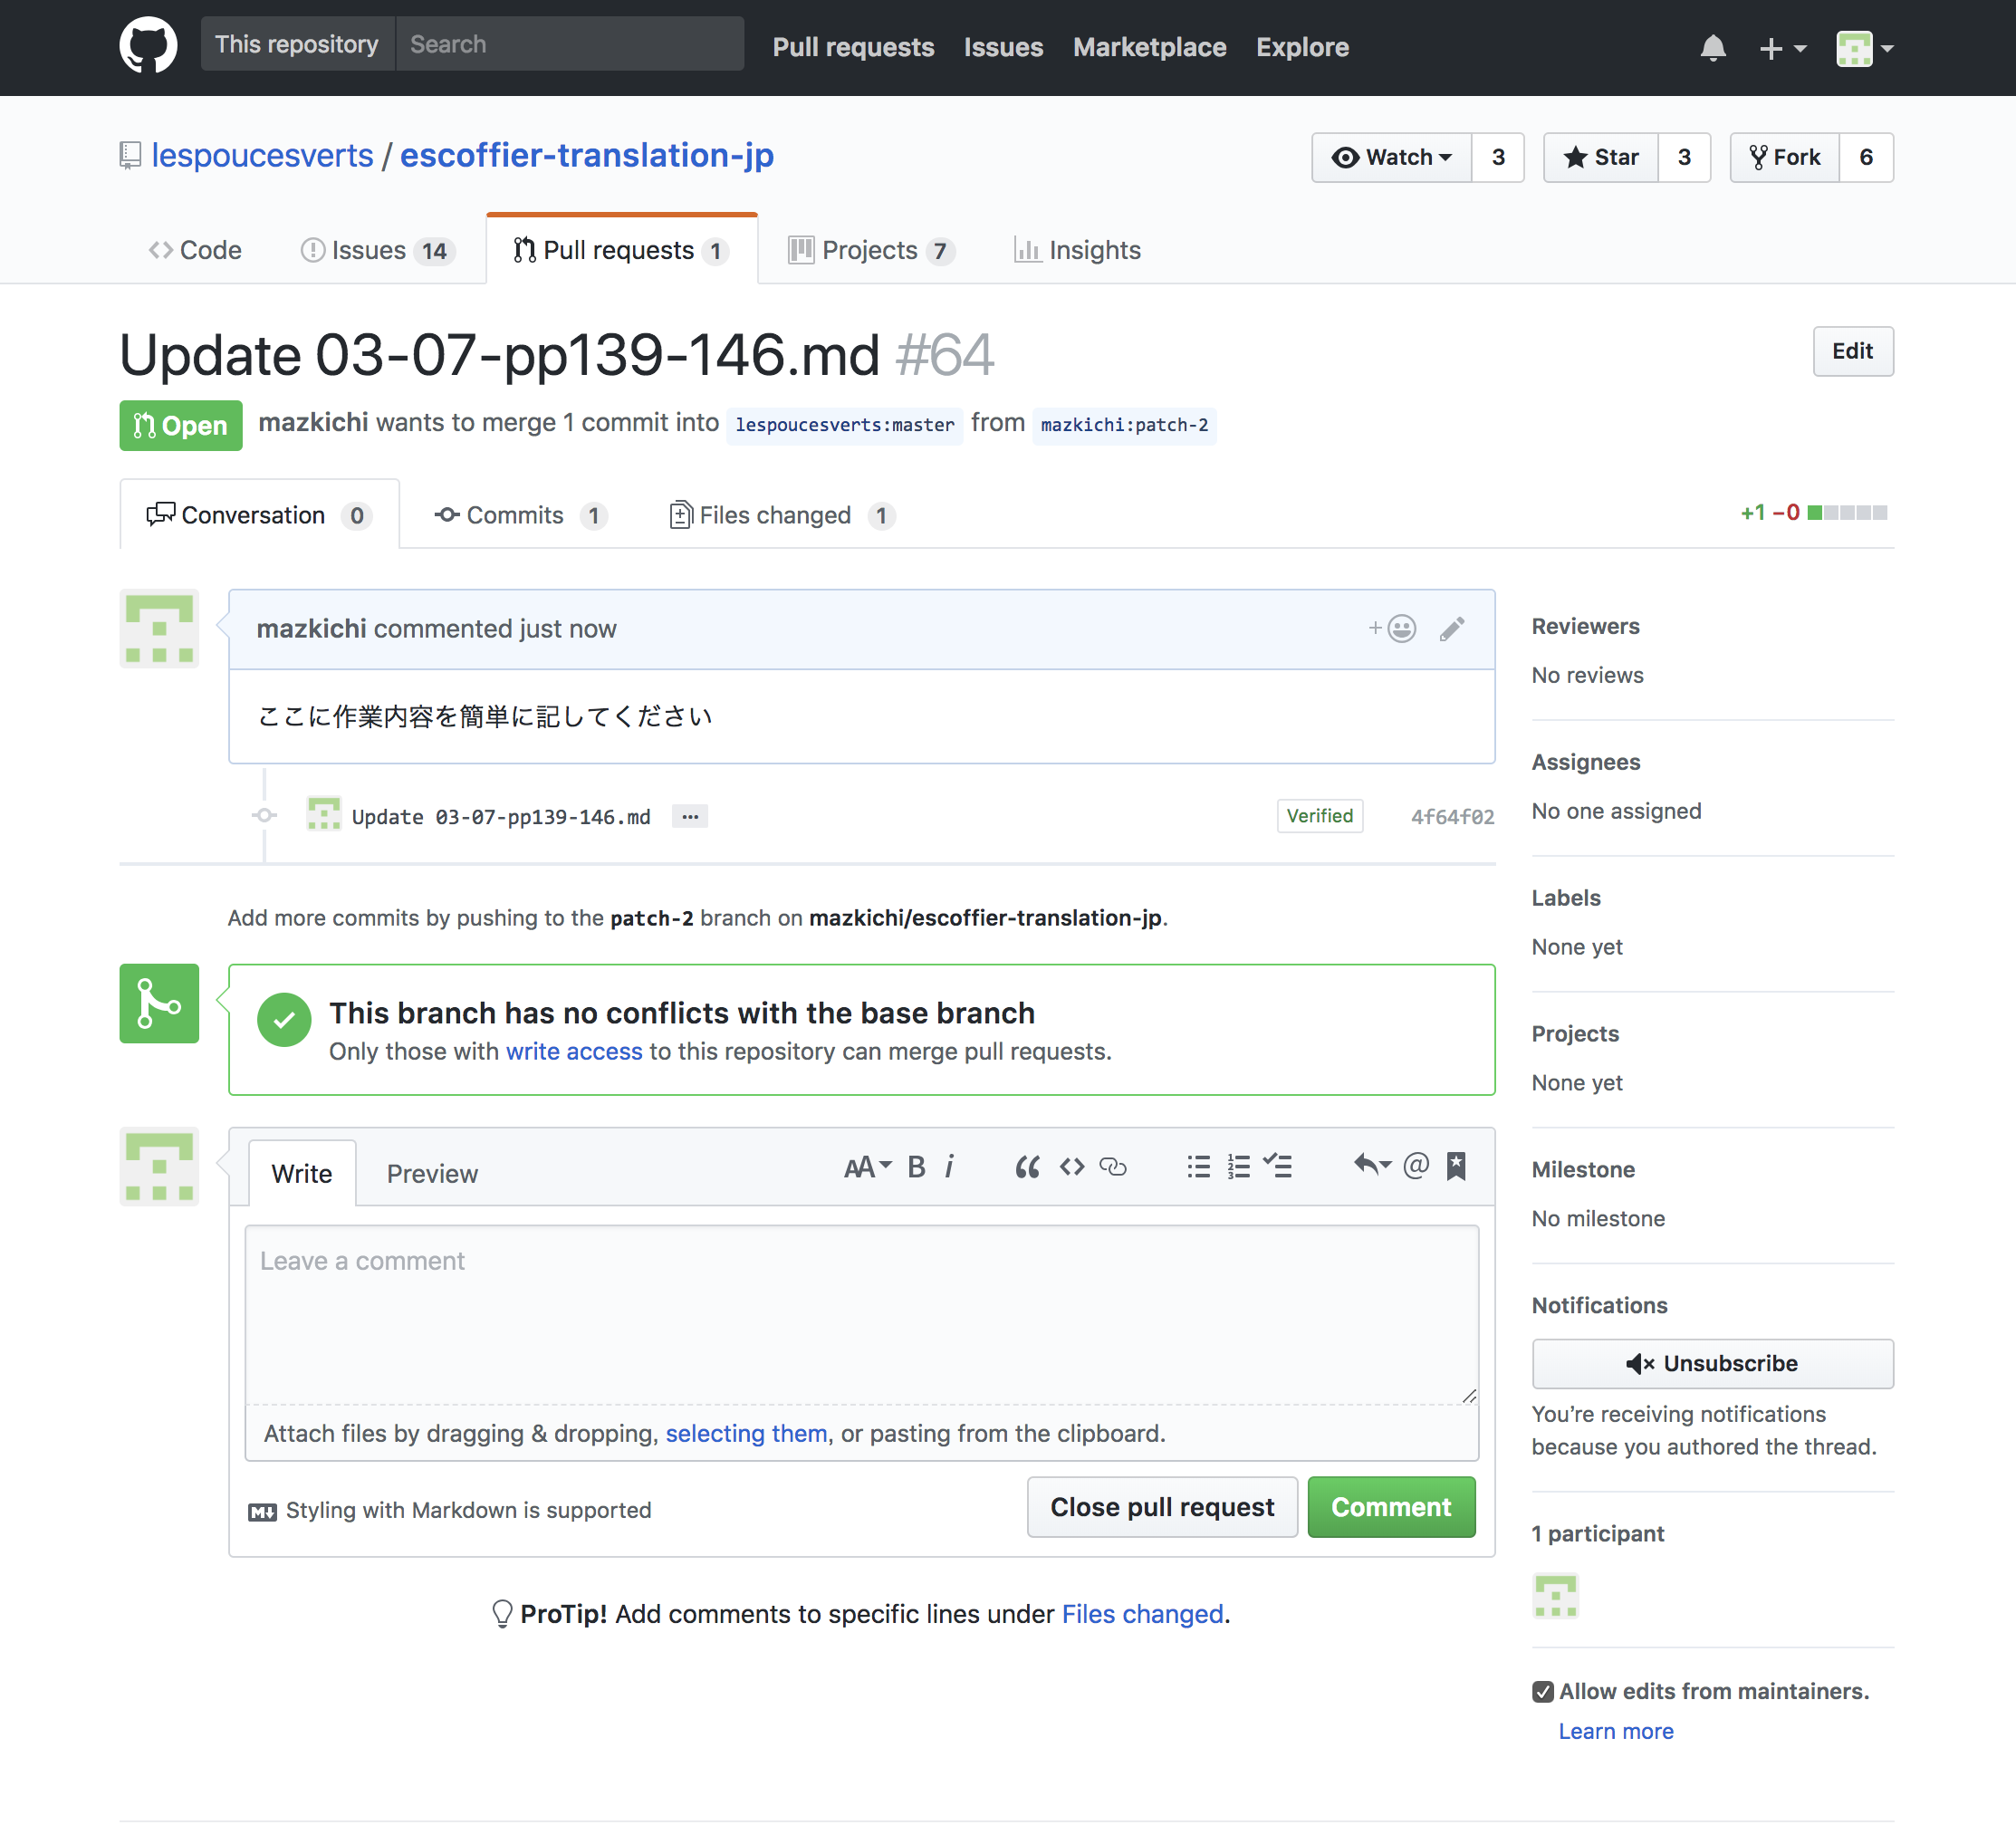 This repository Search Pull requests Issues Marketplace Explore
lespoucesverts / escoffier-translation-jp Watch 3 Star 3 Fork 6
Code Issues 14 Pull requests 1 Projects 7 Insights
Update 03-07-pp139-146.md #64 Edit
Open mazkichi wants to merge 1 commit into lespoucesverts:master from mazkichi:patch-2
Conversation 0 Commits 1 Files changed 1 +1 −0
mazkichi commented just now
ここに作業内容を簡単に記してください
Update 03-07-pp139-146.md … Verified 4f64f02
Add more commits by pushing to the patch-2 branch on mazkichi/escoffier-translation-jp.
This branch has no conflicts with the base branch
Only those with write access to this repository can merge pull requests.
Write Preview AA B i
Leave a comment
Attach files by dragging & dropping, selecting them, or pasting from the clipboard.
Styling with Markdown is supported Close pull request Comment
ProTip! Add comments to specific lines under Files changed.
Reviewers
No reviews
Assignees
No one assigned
Labels
None yet
Projects
None yet
Milestone
No milestone
Notifications
Unsubscribe
You’re receiving notifications
because you authored the thread.
1 participant
Allow edits from maintainers.
Learn more